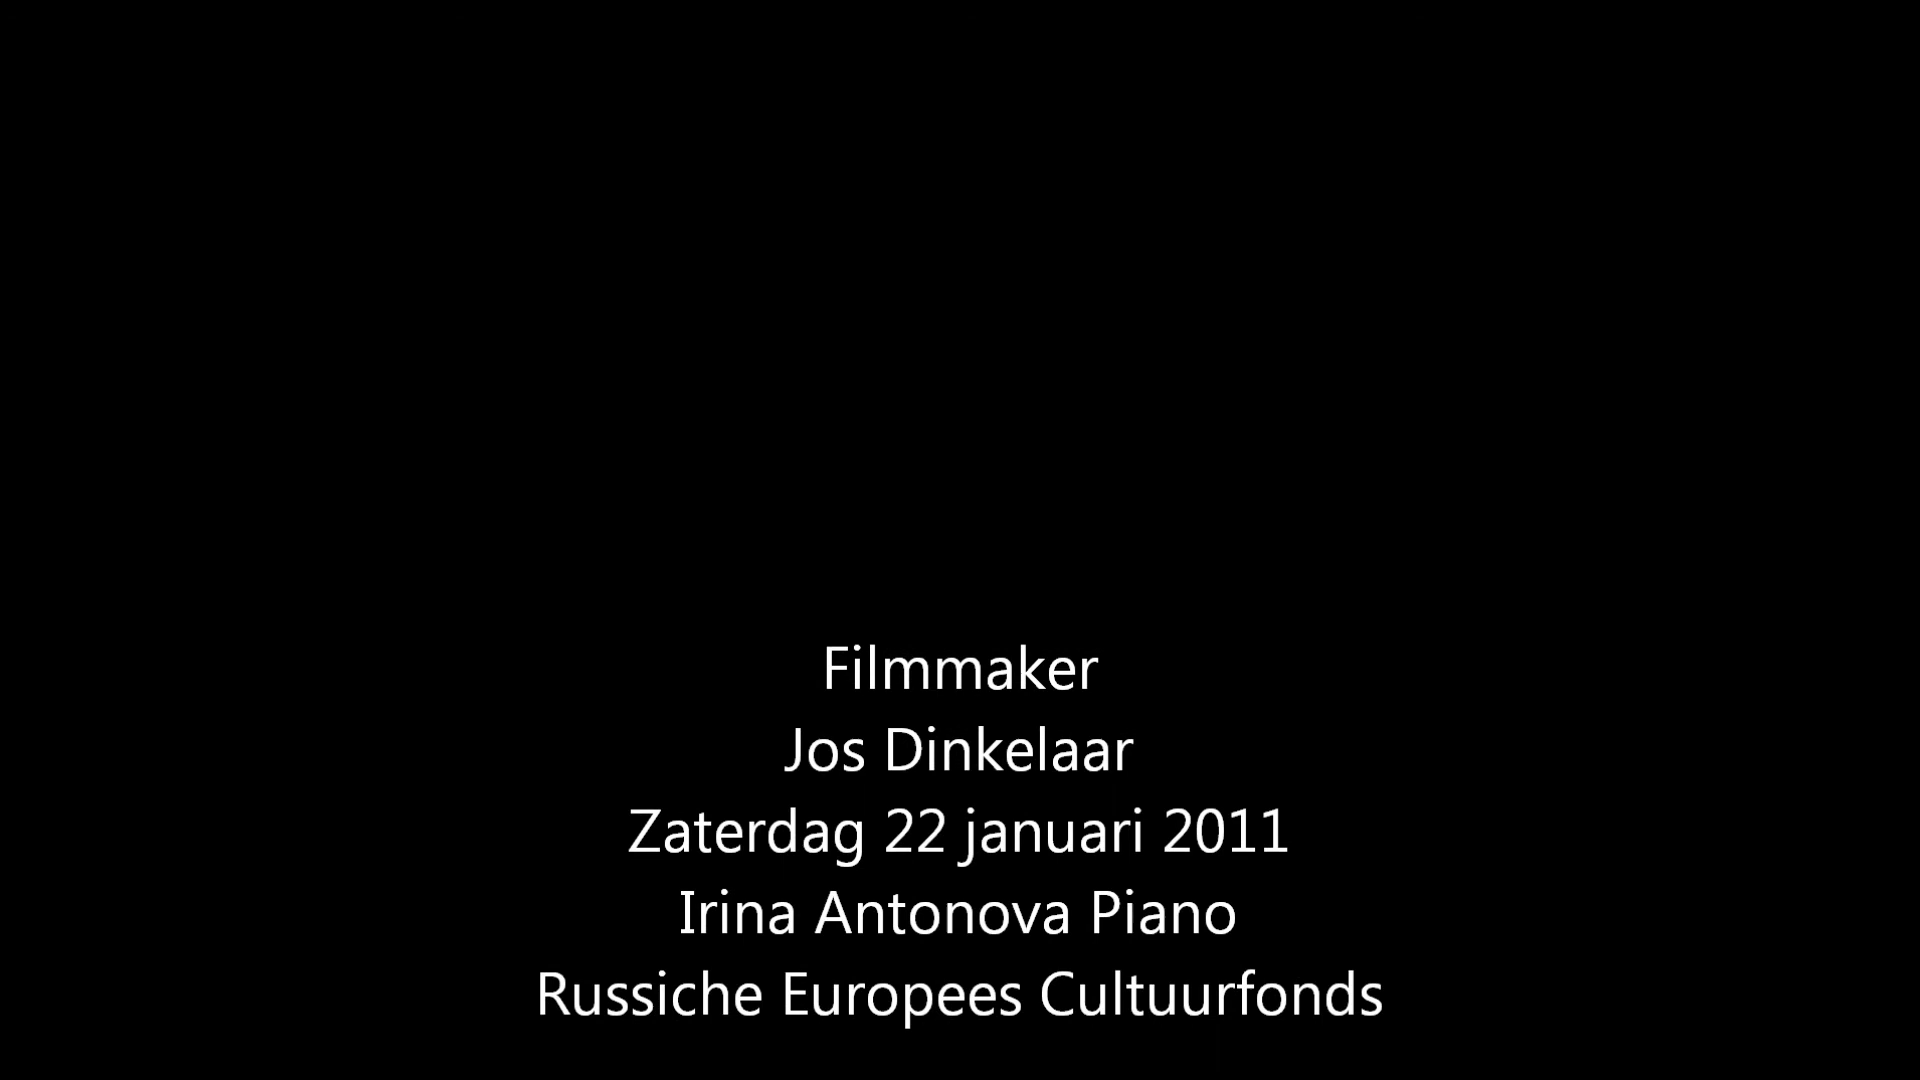 Filmmaker
Jos Dinkelaar
Zaterdag 22 januari 2011
Irina Antonova Piano
Russiche Europees Cultuurfonds